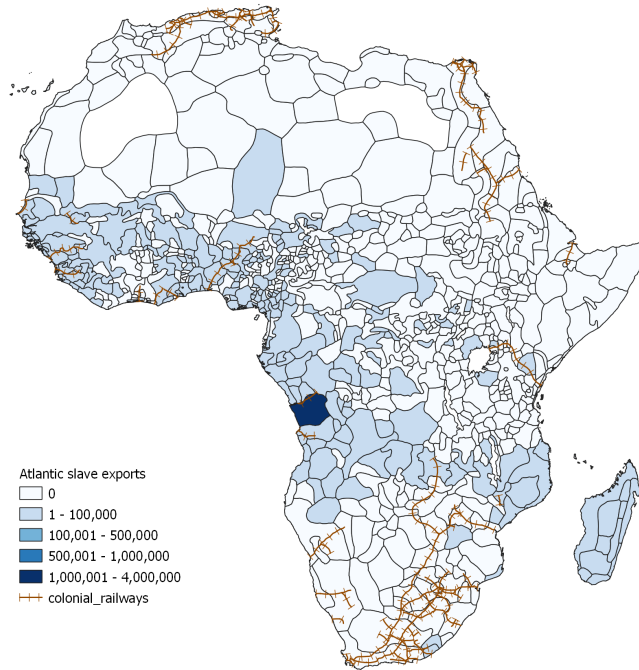 Atlantic slave exports
0
1 - 100,000
100,001 - 500,000
500,001 - 1,000,000
1,000,001 - 4,000,000
colonial_railways